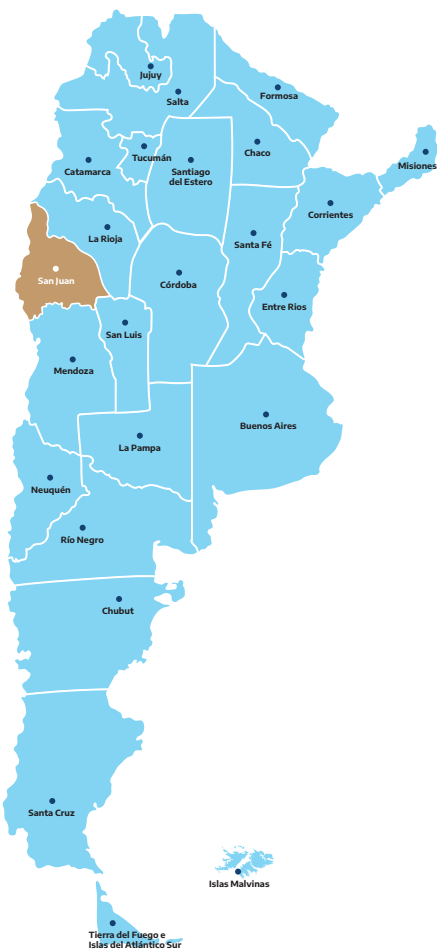 Jujuy
Salta
Formosa
Tucumán
Santiago
del Estero
Chaco
Catamarca
Misiones
Corrientes
La Rioja
Santa Fé
San Juan
Córdoba
Entre Rios
San Luis
Mendoza
Buenos Aires
La Pampa
Neuquén
Río Negro
Chubut
Santa Cruz
Islas Malvinas
Tierra del Fuego e
Islas del Atlántico Sur